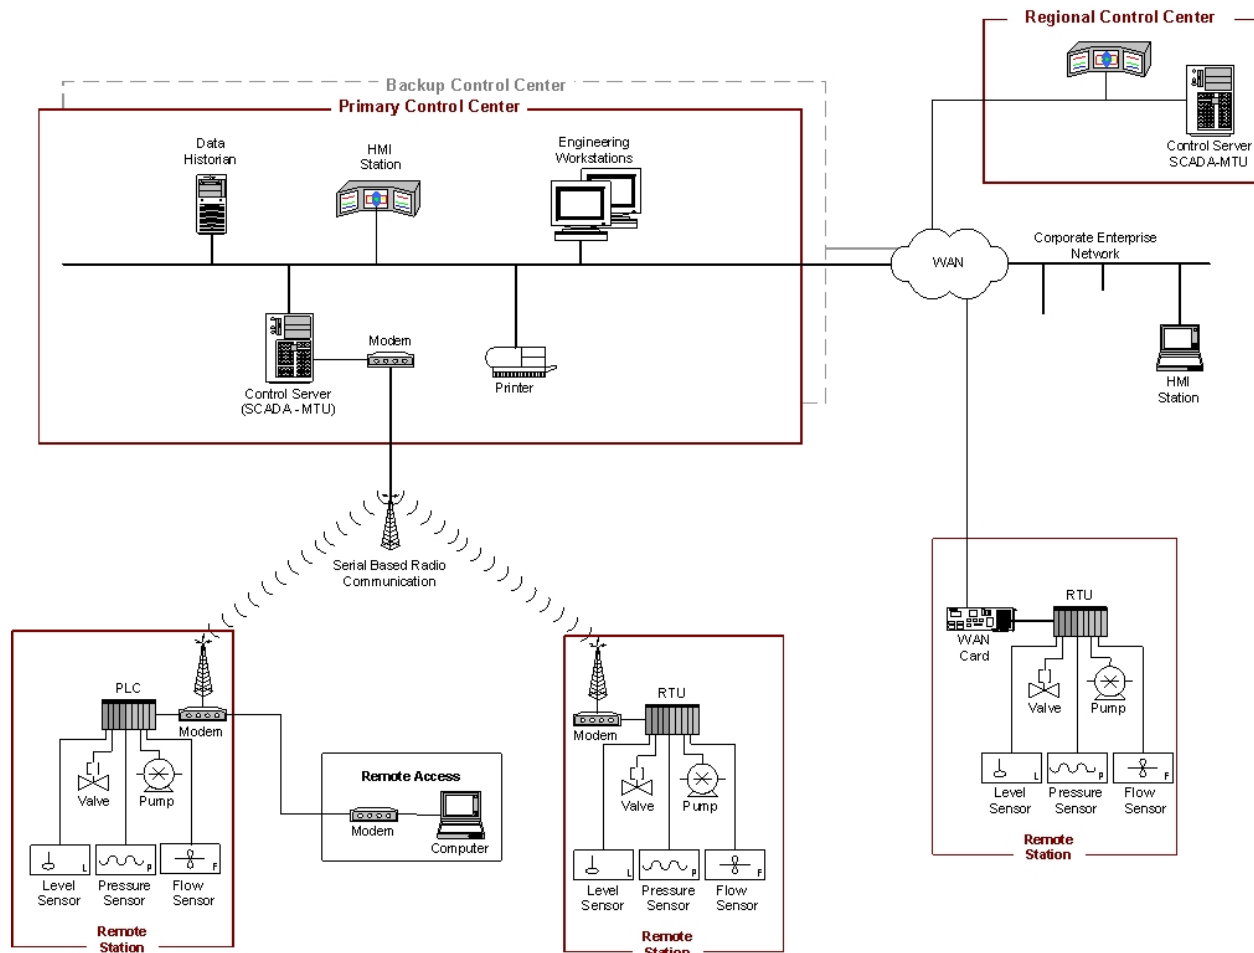 Regional Control Center
Control Server
SCADA-MTU
Backup Control Center
Primary Control Center
Data
Historian
HMI
Station
Engineering
Workstations
Control Server
(SCADA - MTU)
Modem
Printer
WAN
Corporate Enterprise
Network
HMI
Station
Serial Based Radio
Communication
PLC
Modem
Valve
Pump
L
P
F
Level
Sensor
Pressure
Sensor
Flow
Sensor
Remote
Station
Remote Access
Modem
Computer
RTU
Modem
Valve
Pump
L
P
F
Level
Sensor
Pressure
Sensor
Flow
Sensor
Remote
Station
WAN
Card
RTU
Valve
Pump
L
P
F
Level
Sensor
Pressure
Sensor
Flow
Sensor
Remote
Station